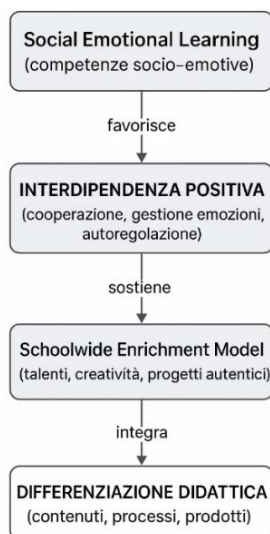 Social Emotional Learning
(competenze socio-emotive)
favorisce
INTERDIPENDENZA POSITIVA
(cooperazione, gestione emozioni,
autoregolazione)
sostiene
Schoolwide Enrichment Model
(talenti, creatività, progetti autentici)
integra
DIFFERENZIAZIONE DIDATTICA
(contenuti, processi, prodotti)